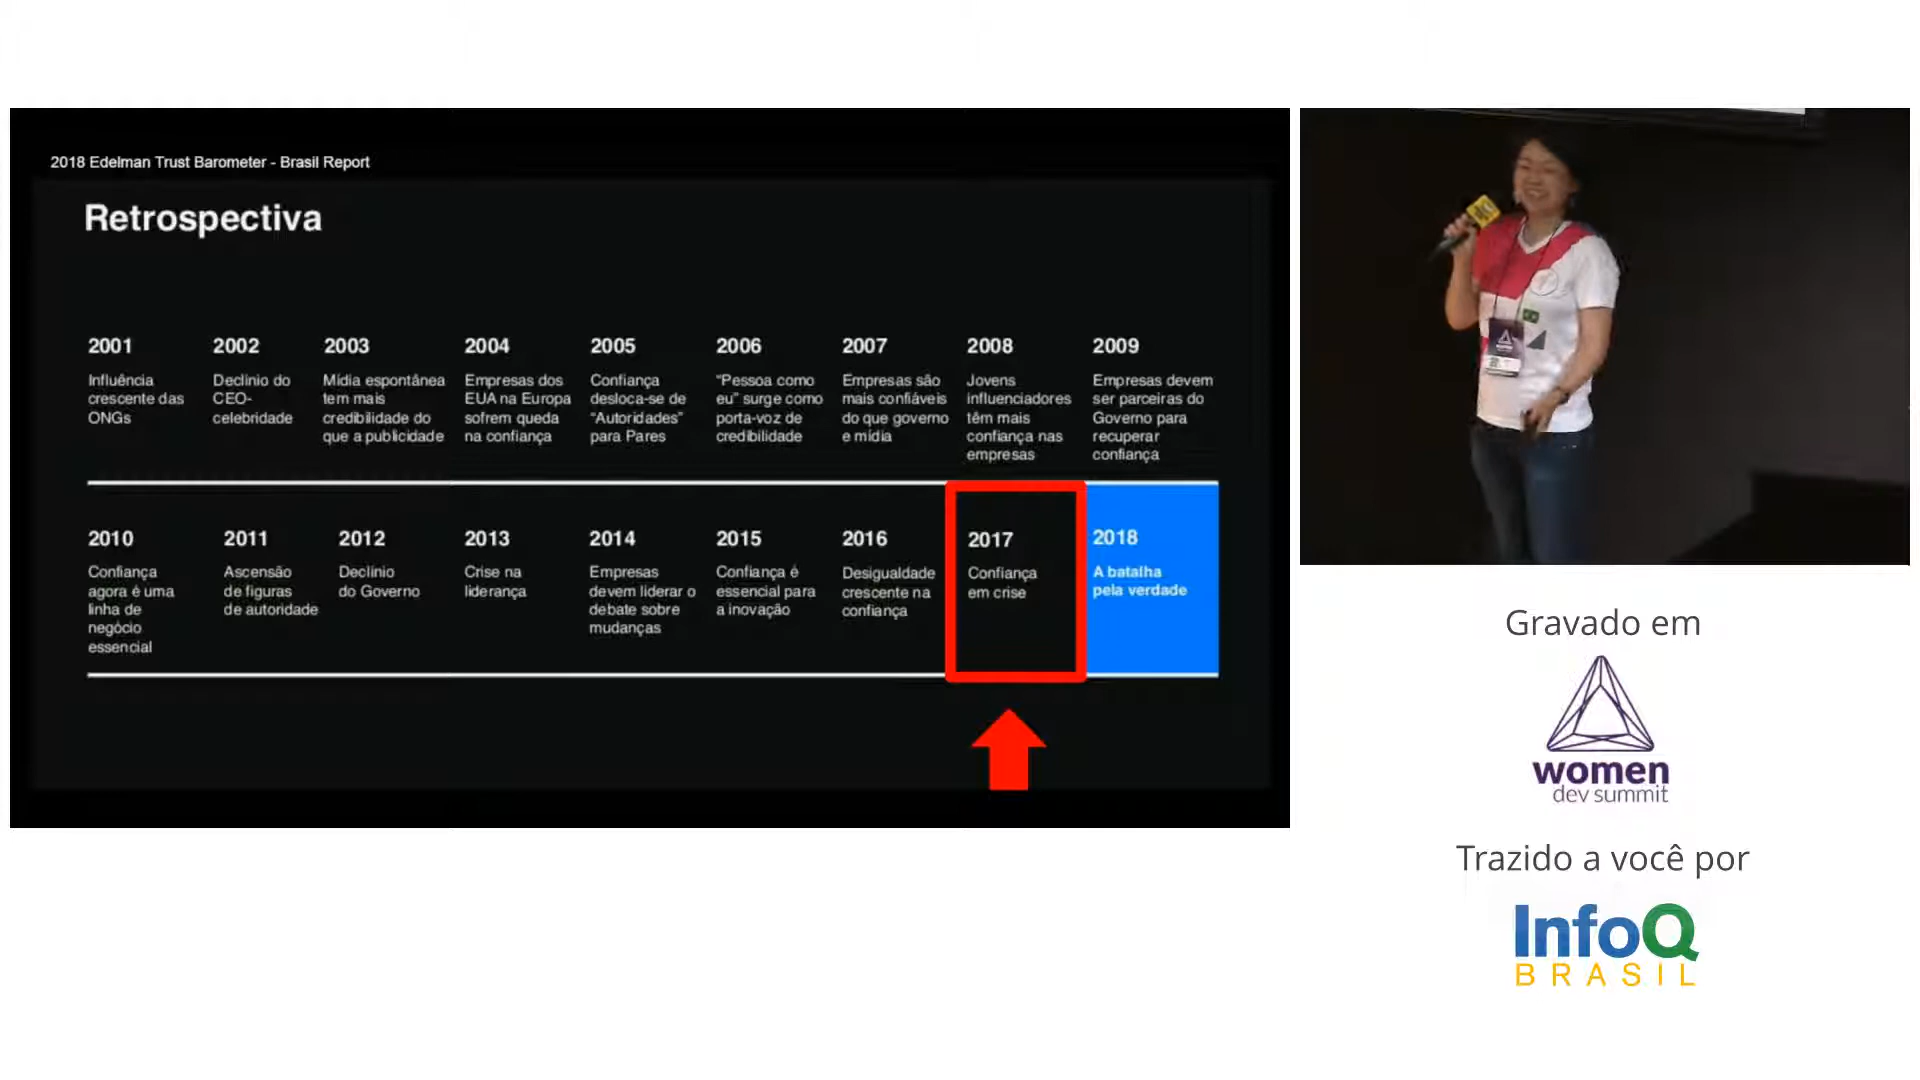 2018 Edelman Trust Barometer - Brasil Report
Retrospectiva
2001
Influência
crescente das
ONGs
2002
Declínio do
CEO-
celebridade
2003
Mídia espontânea
tem mais
credibilidade do
que a publicidade
2004
Empresas dos
EUA na Europa
sofrem queda
na confiança
2005
Confiança
desloca-se de
“Autoridades”
para Pares
2006
“Pessoa como
eu” surge como
porta-voz de
credibilidade
2007
Empresas são
mais confiáveis
do que governo
e mídia
2008
Jovens
influenciadores
têm mais
confiança nas
empresas
2009
Empresas devem
ser parceiras do
Governo para
recuperar
confiança
2010
Confiança
agora é uma
linha de
negócio
essencial
2011
Ascensão
de figuras
de autoridade
2012
Declínio
do Governo
2013
Crise na
liderança
2014
Empresas
devem liderar o
debate sobre
mudanças
2015
Confiança é
essencial para
a inovação
2016
Desigualdade
crescente na
confiança
2017
Confiança
em crise
2018
A batalha
pela verdade
Gravado em
women
dev summit
Trazido a você por
InfoQ
BRASIL